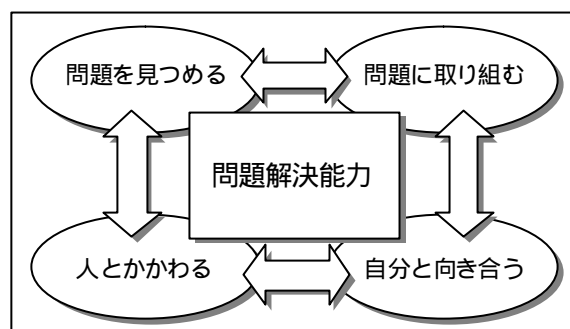 問題を見つめる
問題に取り組む
問題解決能力
人とかかわる
自分と向き合う